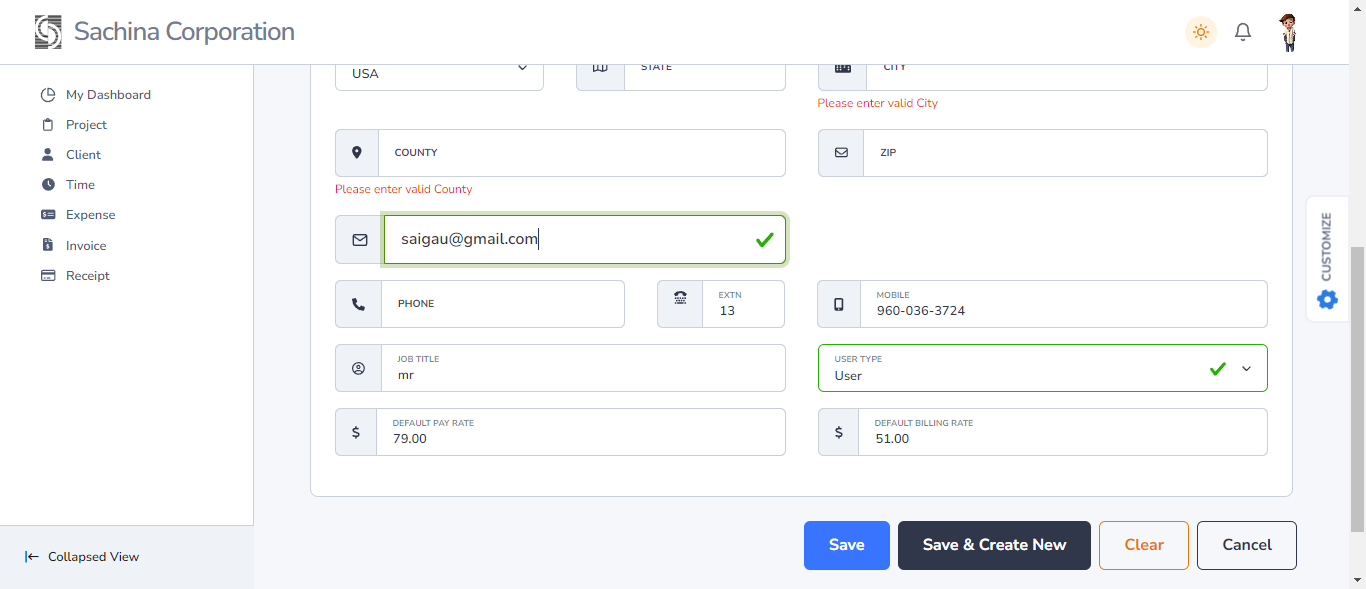 Sachina Corporation
My Dashboard
Project
Client
Time
Expense
Invoice
Receipt
Collapsed View
USA
STATE
CITY
Please enter valid City
COUNTY
ZIP
Please enter valid County
saigau@gmail.com
PHONE
EXTN
13
MOBILE
960-036-3724
JOB TITLE
mr
USER TYPE
User
DEFAULT PAY RATE
$ 79.00
DEFAULT BILLING RATE
$ 51.00
Save
Save & Create New
Clear
Cancel
CUSTOMIZE